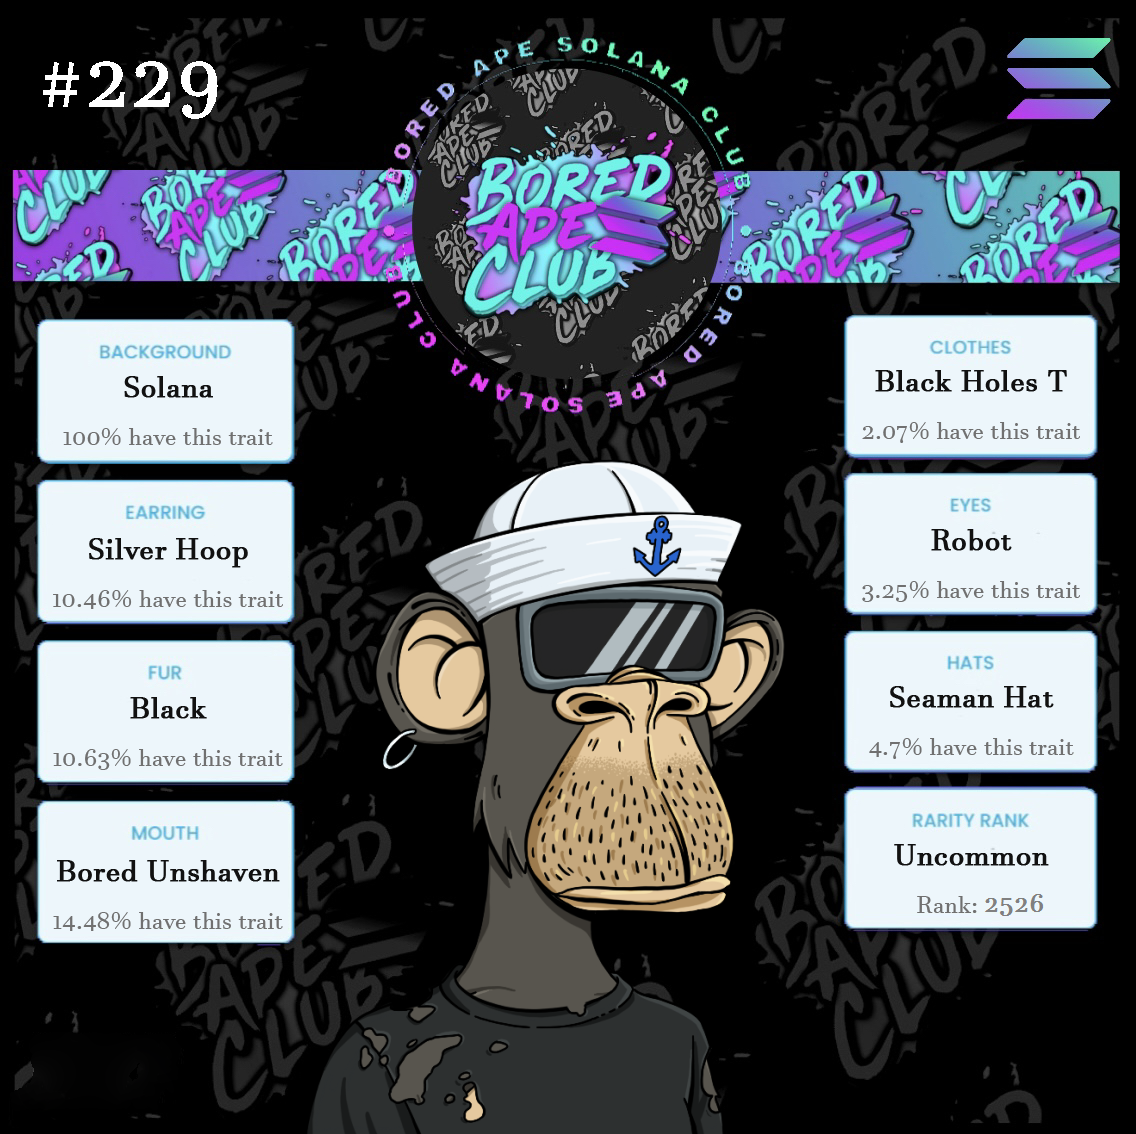 #229
BORED APE SOLANA CLUB
BORED APE SOLANA CLUB
BORED
APE
CLUB
BACKGROUND
Solana
100% have this trait
EARRING
Silver Hoop
10.46% have this trait
FUR
Black
10.63% have this trait
MOUTH
Bored Unshaven
14.48% have this trait
CLOTHES
Black Holes T
2.07% have this trait
EYES
Robot
3.25% have this trait
HATS
Seaman Hat
4.7% have this trait
RARITY RANK
Uncommon
Rank: 2526